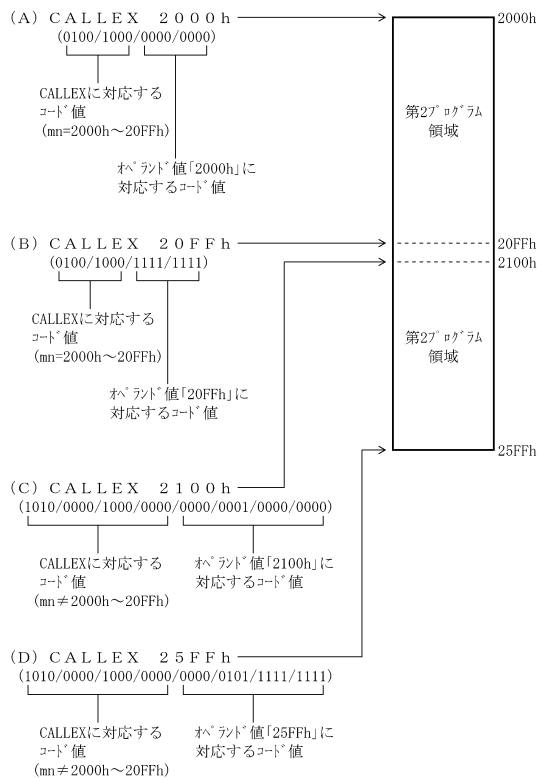 (A) CALLEX 2000h
2000h
(0100/1000/0000/0000)
CALLEXに対応する
ｺｰﾄﾞ値
(mn=2000h～20FFh)
ｵﾍﾟﾗﾝﾄﾞ値｢2000h｣に
対応するｺｰﾄﾞ値
第2ﾌﾟﾛｸﾞﾗﾑ
領域
(B) CALLEX 20FFh
20FFh
(0100/1000/1111/1111)
2100h
CALLEXに対応する
ｺｰﾄﾞ値
(mn=2000h～20FFh)
ｵﾍﾟﾗﾝﾄﾞ値｢20FFh｣に
対応するｺｰﾄﾞ値
第2ﾌﾟﾛｸﾞﾗﾑ
領域
25FFh
(C) CALLEX 2100h
(1010/0000/1000/0000/0000/0001/0000/0000)
CALLEXに対応する
ｺｰﾄﾞ値
(mn≠2000h～20FFh)
ｵﾍﾟﾗﾝﾄﾞ値｢2100h｣に
対応するｺｰﾄﾞ値
(D) CALLEX 25FFh
(1010/0000/1000/0000/0000/0101/1111/1111)
CALLEXに対応する
ｺｰﾄﾞ値
(mn≠2000h～20FFh)
ｵﾍﾟﾗﾝﾄﾞ値｢25FFh｣に
対応するｺｰﾄﾞ値